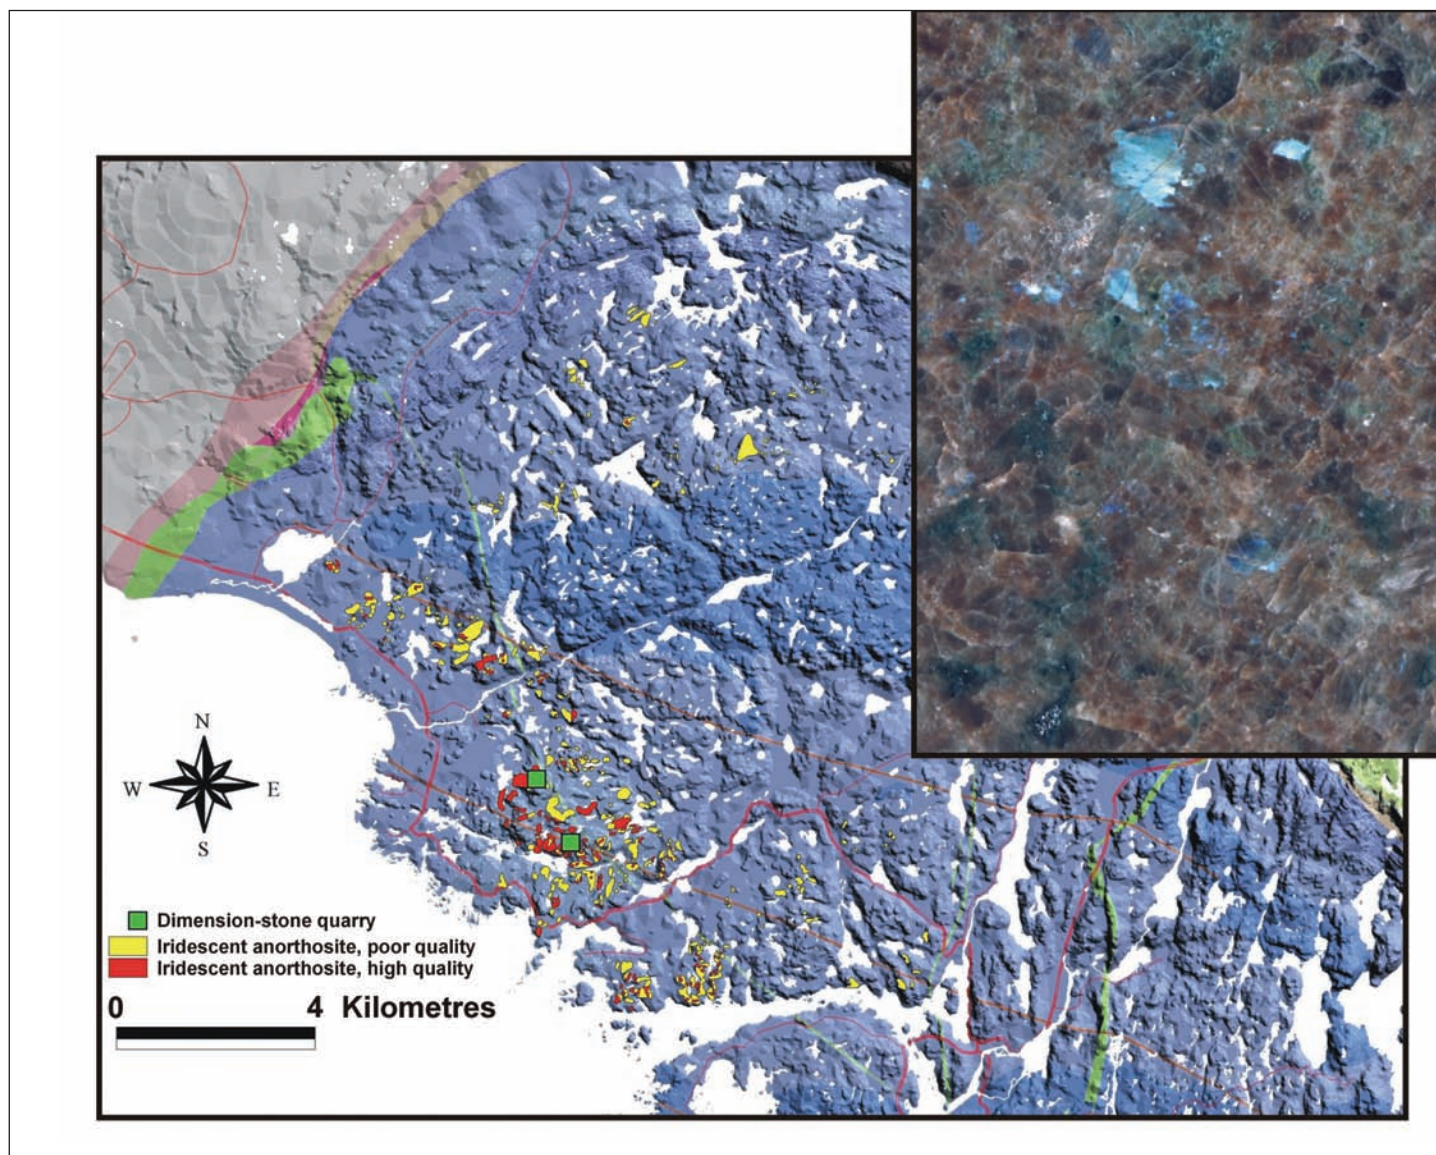 N
W E
S
Dimension-stone quarry
Iridescent anorthosite, poor quality
Iridescent anorthosite, high quality
0 4 Kilometres